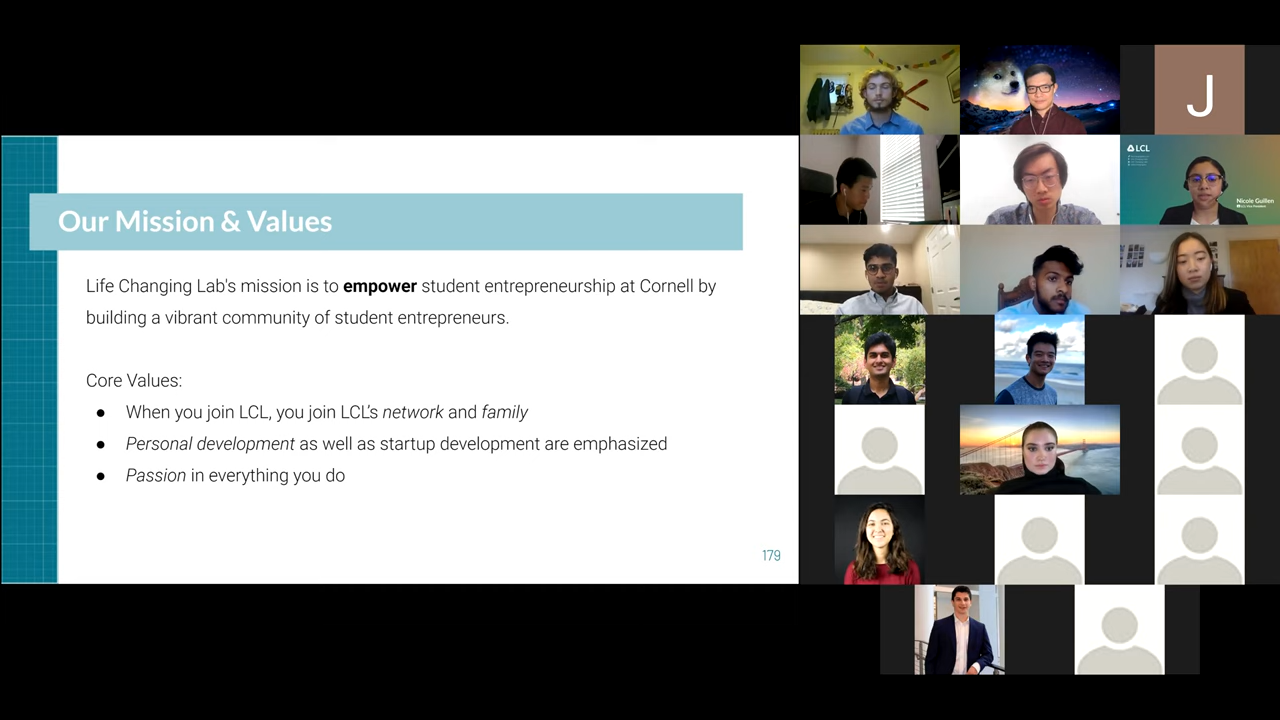 Our Mission & Values
Life Changing Lab's mission is to empower student entrepreneurship at Cornell by
building a vibrant community of student entrepreneurs.
Core Values:
● When you join LCL, you join LCL's network and family
● Personal development as well as startup development are emphasized
● Passion in everything you do
179
J
LCL
Nicole Guillen